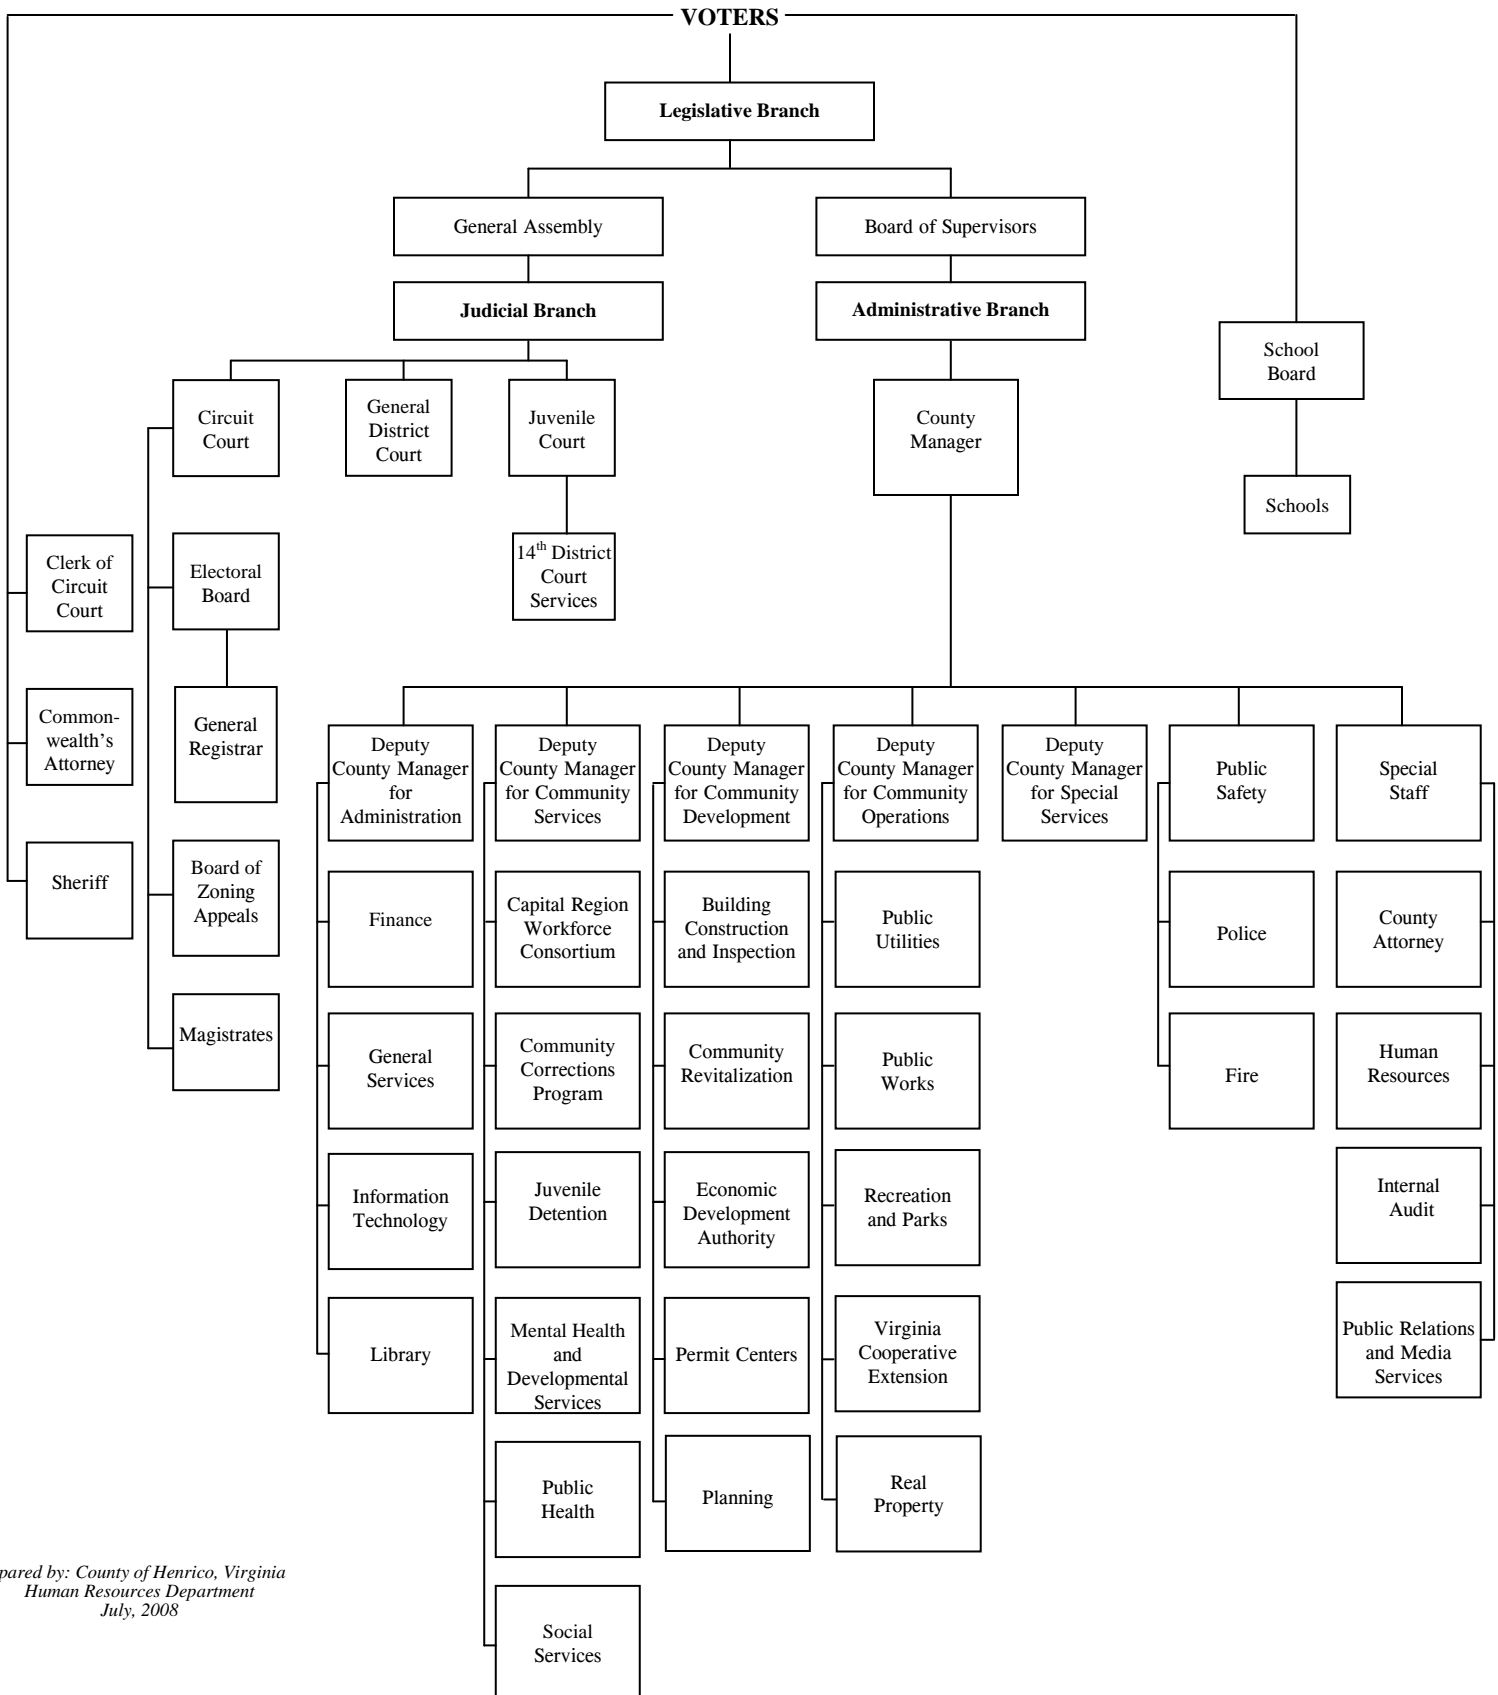 VOTERS
Legislative Branch
General Assembly
Board of Supervisors
Judicial Branch
Administrative Branch
School
Board
Circuit
Court
General
District
Court
Juvenile
Court
County
Manager
Schools
Clerk of
Circuit
Court
Electoral
Board
14th District
Court
Services
Common-
wealth's
Attorney
General
Registrar
Sheriff
Board of
Zoning
Appeals
Magistrates
Deputy
County Manager
for
Administration
Deputy
County Manager
for Community
Services
Deputy
County Manager
for Community
Development
Deputy
County Manager
for Community
Operations
Deputy
County Manager
for Special
Services
Public
Safety
Special
Staff
Finance
Capital Region
Workforce
Consortium
Building
Construction
and Inspection
Public
Utilities
Police
County
Attorney
General
Services
Community
Corrections
Program
Community
Revitalization
Public
Works
Fire
Human
Resources
Information
Technology
Juvenile
Detention
Economic
Development
Authority
Recreation
and Parks
Internal
Audit
Library
Mental Health
and
Developmental
Services
Permit Centers
Virginia
Cooperative
Extension
Public Relations
and Media
Services
Public
Health
Planning
Real
Property
Social
Services
pared by: County of Henrico, Virginia
Human Resources Department
July, 2008